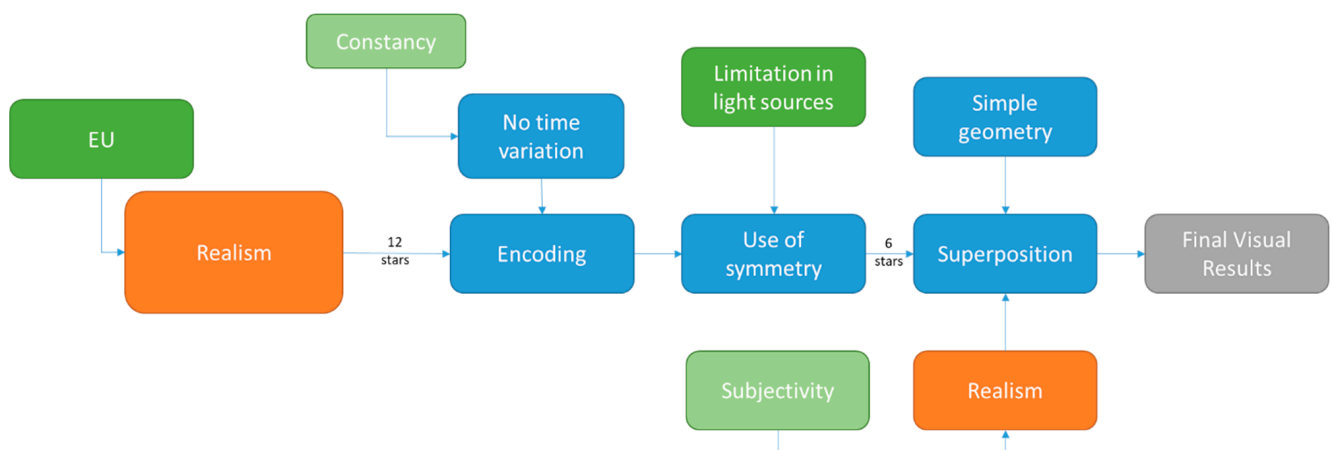 Constancy
Limitation in
light sources
Simple
geometry
EU
No time
variation
Realism
12
stars
Encoding
Use of
symmetry
6
stars
Superposition
Final Visual
Results
Subjectivity
Realism